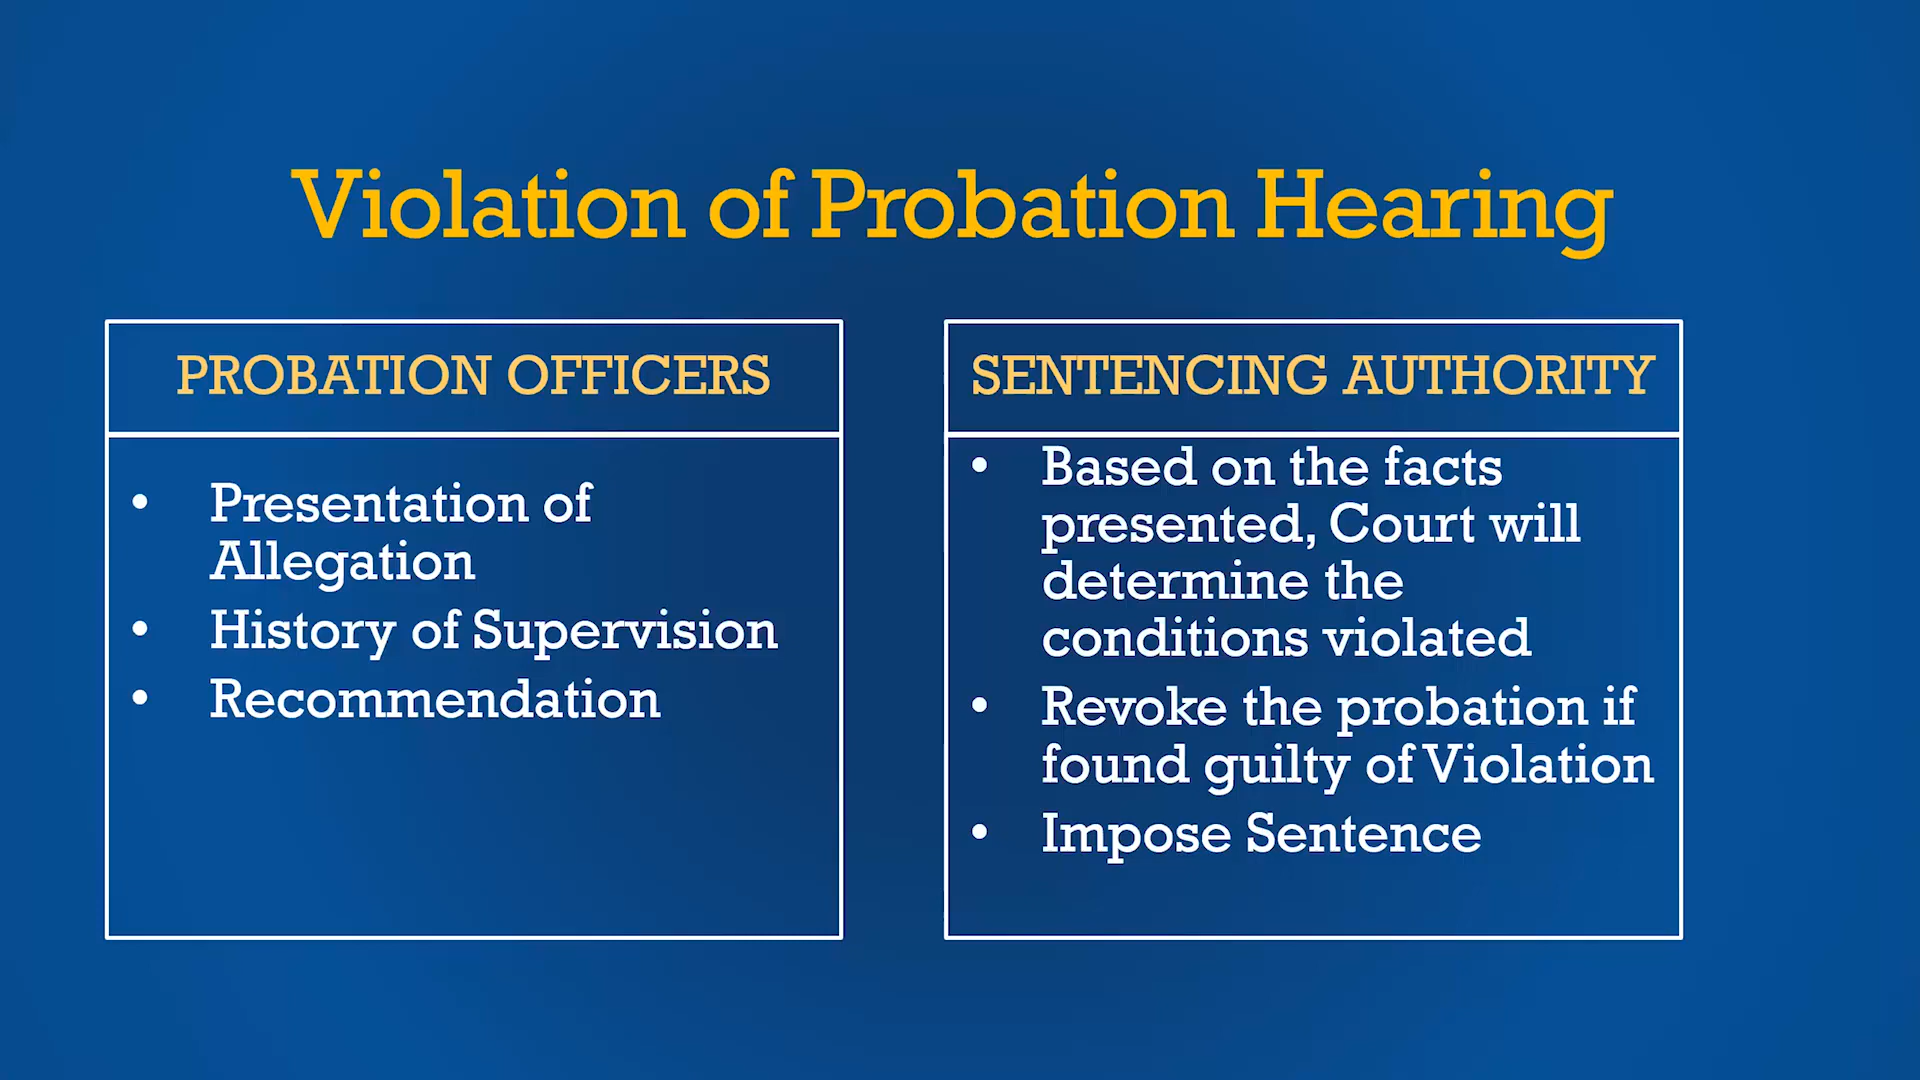 Violation of Probation Hearing
PROBATION OFFICERS
• Presentation of
Allegation
• History of Supervision
• Recommendation
SENTENCING AUTHORITY
• Based on the facts
presented, Court will
determine the
conditions violated
• Revoke the probation if
found guilty of Violation
• Impose Sentence